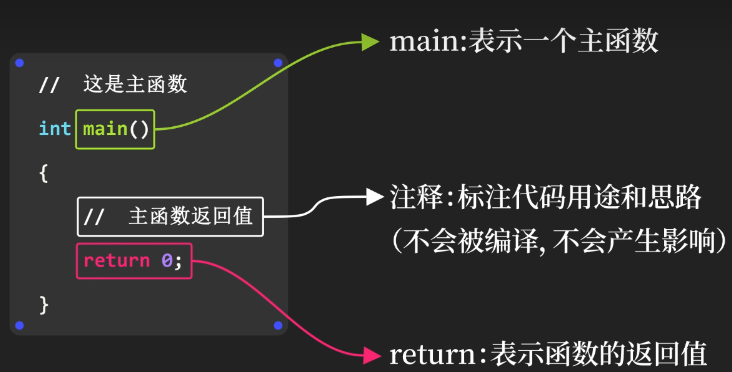 main:表示一个主函数
// 这是主函数
int main()
{
// 主函数返回值
return 0;
}
注释:标注代码用途和思路
(不会被编译, 不会产生影响)
return:表示函数的返回值